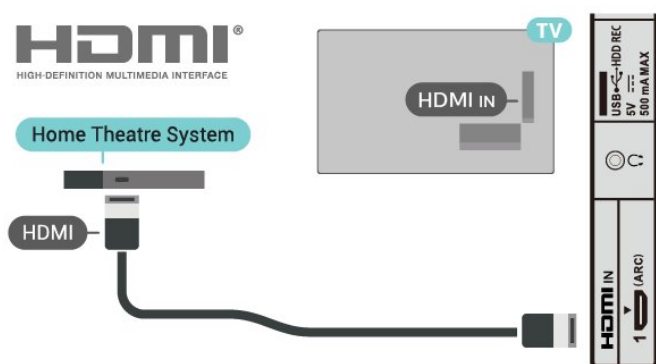 HDMI®
HIGH-DEFINITION MULTIMEDIA INTERFACE
Home Theatre System
HDMI
TV
HDMI IN
USB HDD REC
5V
500 mA MAX
HDMI IN
1 (ARC)